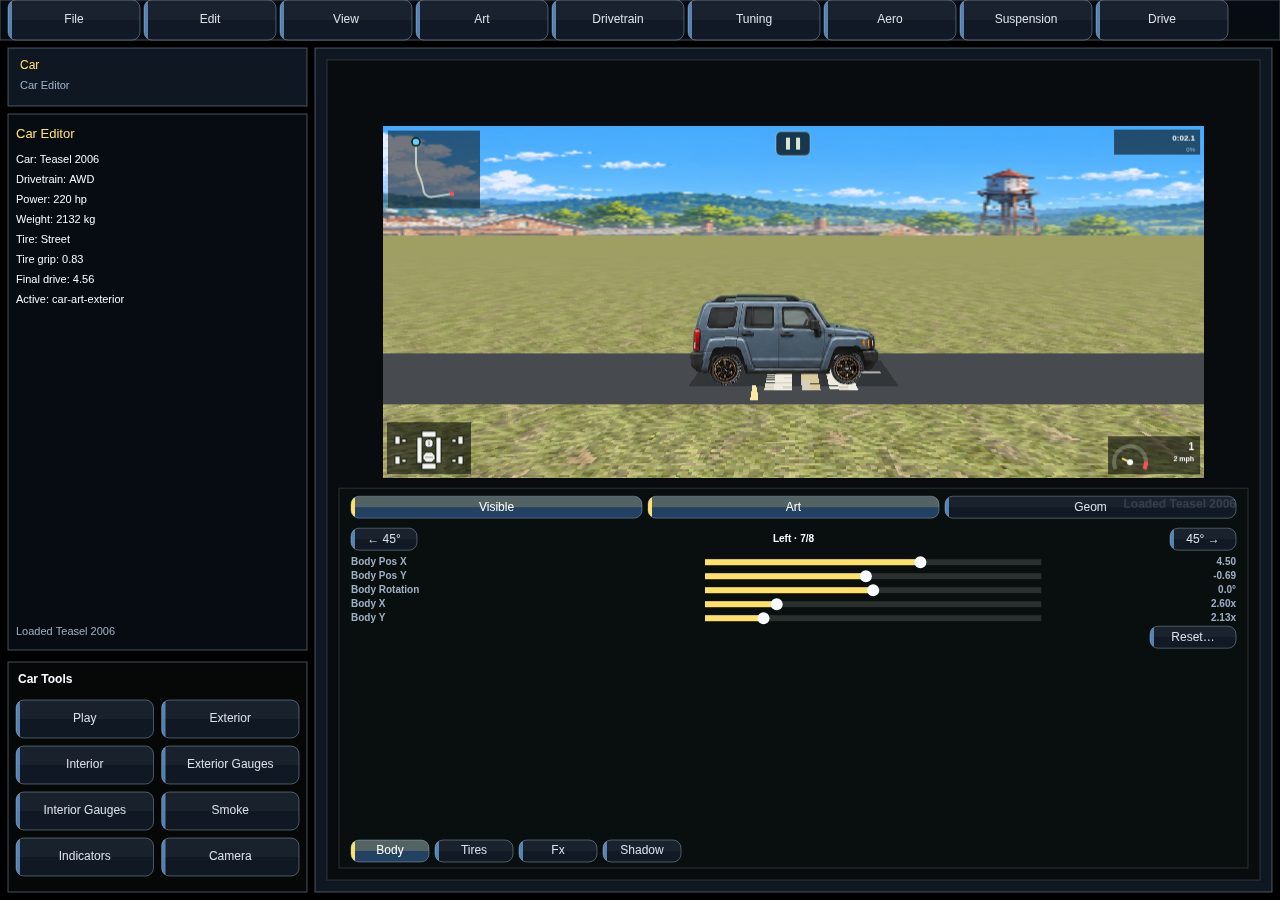 File
Edit
View
Art
Drivetrain
Tuning
Aero
Suspension
Drive
Car
Car Editor
Car Editor
Car: Teasel 2006
Drivetrain: AWD
Power: 220 hp
Weight: 2132 kg
Tire: Street
Tire grip: 0.83
Final drive: 4.56
Active: car-art-exterior
Loaded Teasel 2006
Car Tools
Play
Exterior
Interior
Exterior Gauges
Interior Gauges
Smoke
Indicators
Camera
0:02.1
0%
1
2 mph
Visible
Art
Geom
Loaded Teasel 2006
← 45°
Left · 7/8
45° →
Body Pos X 4.50
Body Pos Y -0.69
Body Rotation 0.0°
Body X 2.60x
Body Y 2.13x
Reset…
Body
Tires
Fx
Shadow